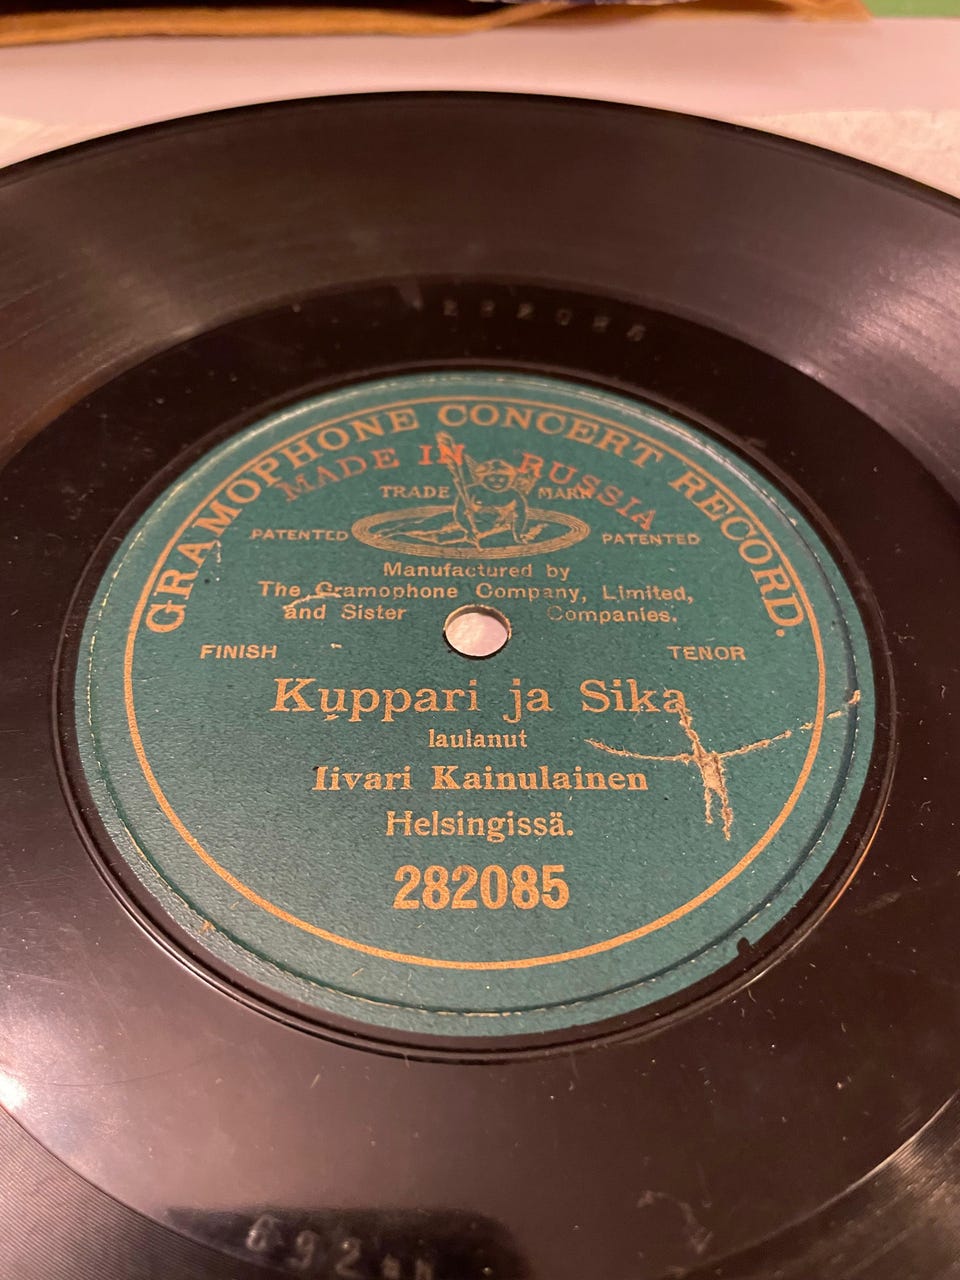 282085
GRAMOPHONE CONCERT RECORD.
MADE IN RUSSIA
TRADE MARK
PATENTED PATENTED
Manufactured by
The Gramophone Company, Limited,
and Sister Companies.
FINISH TENOR
Kuppari ja Sika
laulanut
Iivari Kainulainen
Helsingissä.
282085